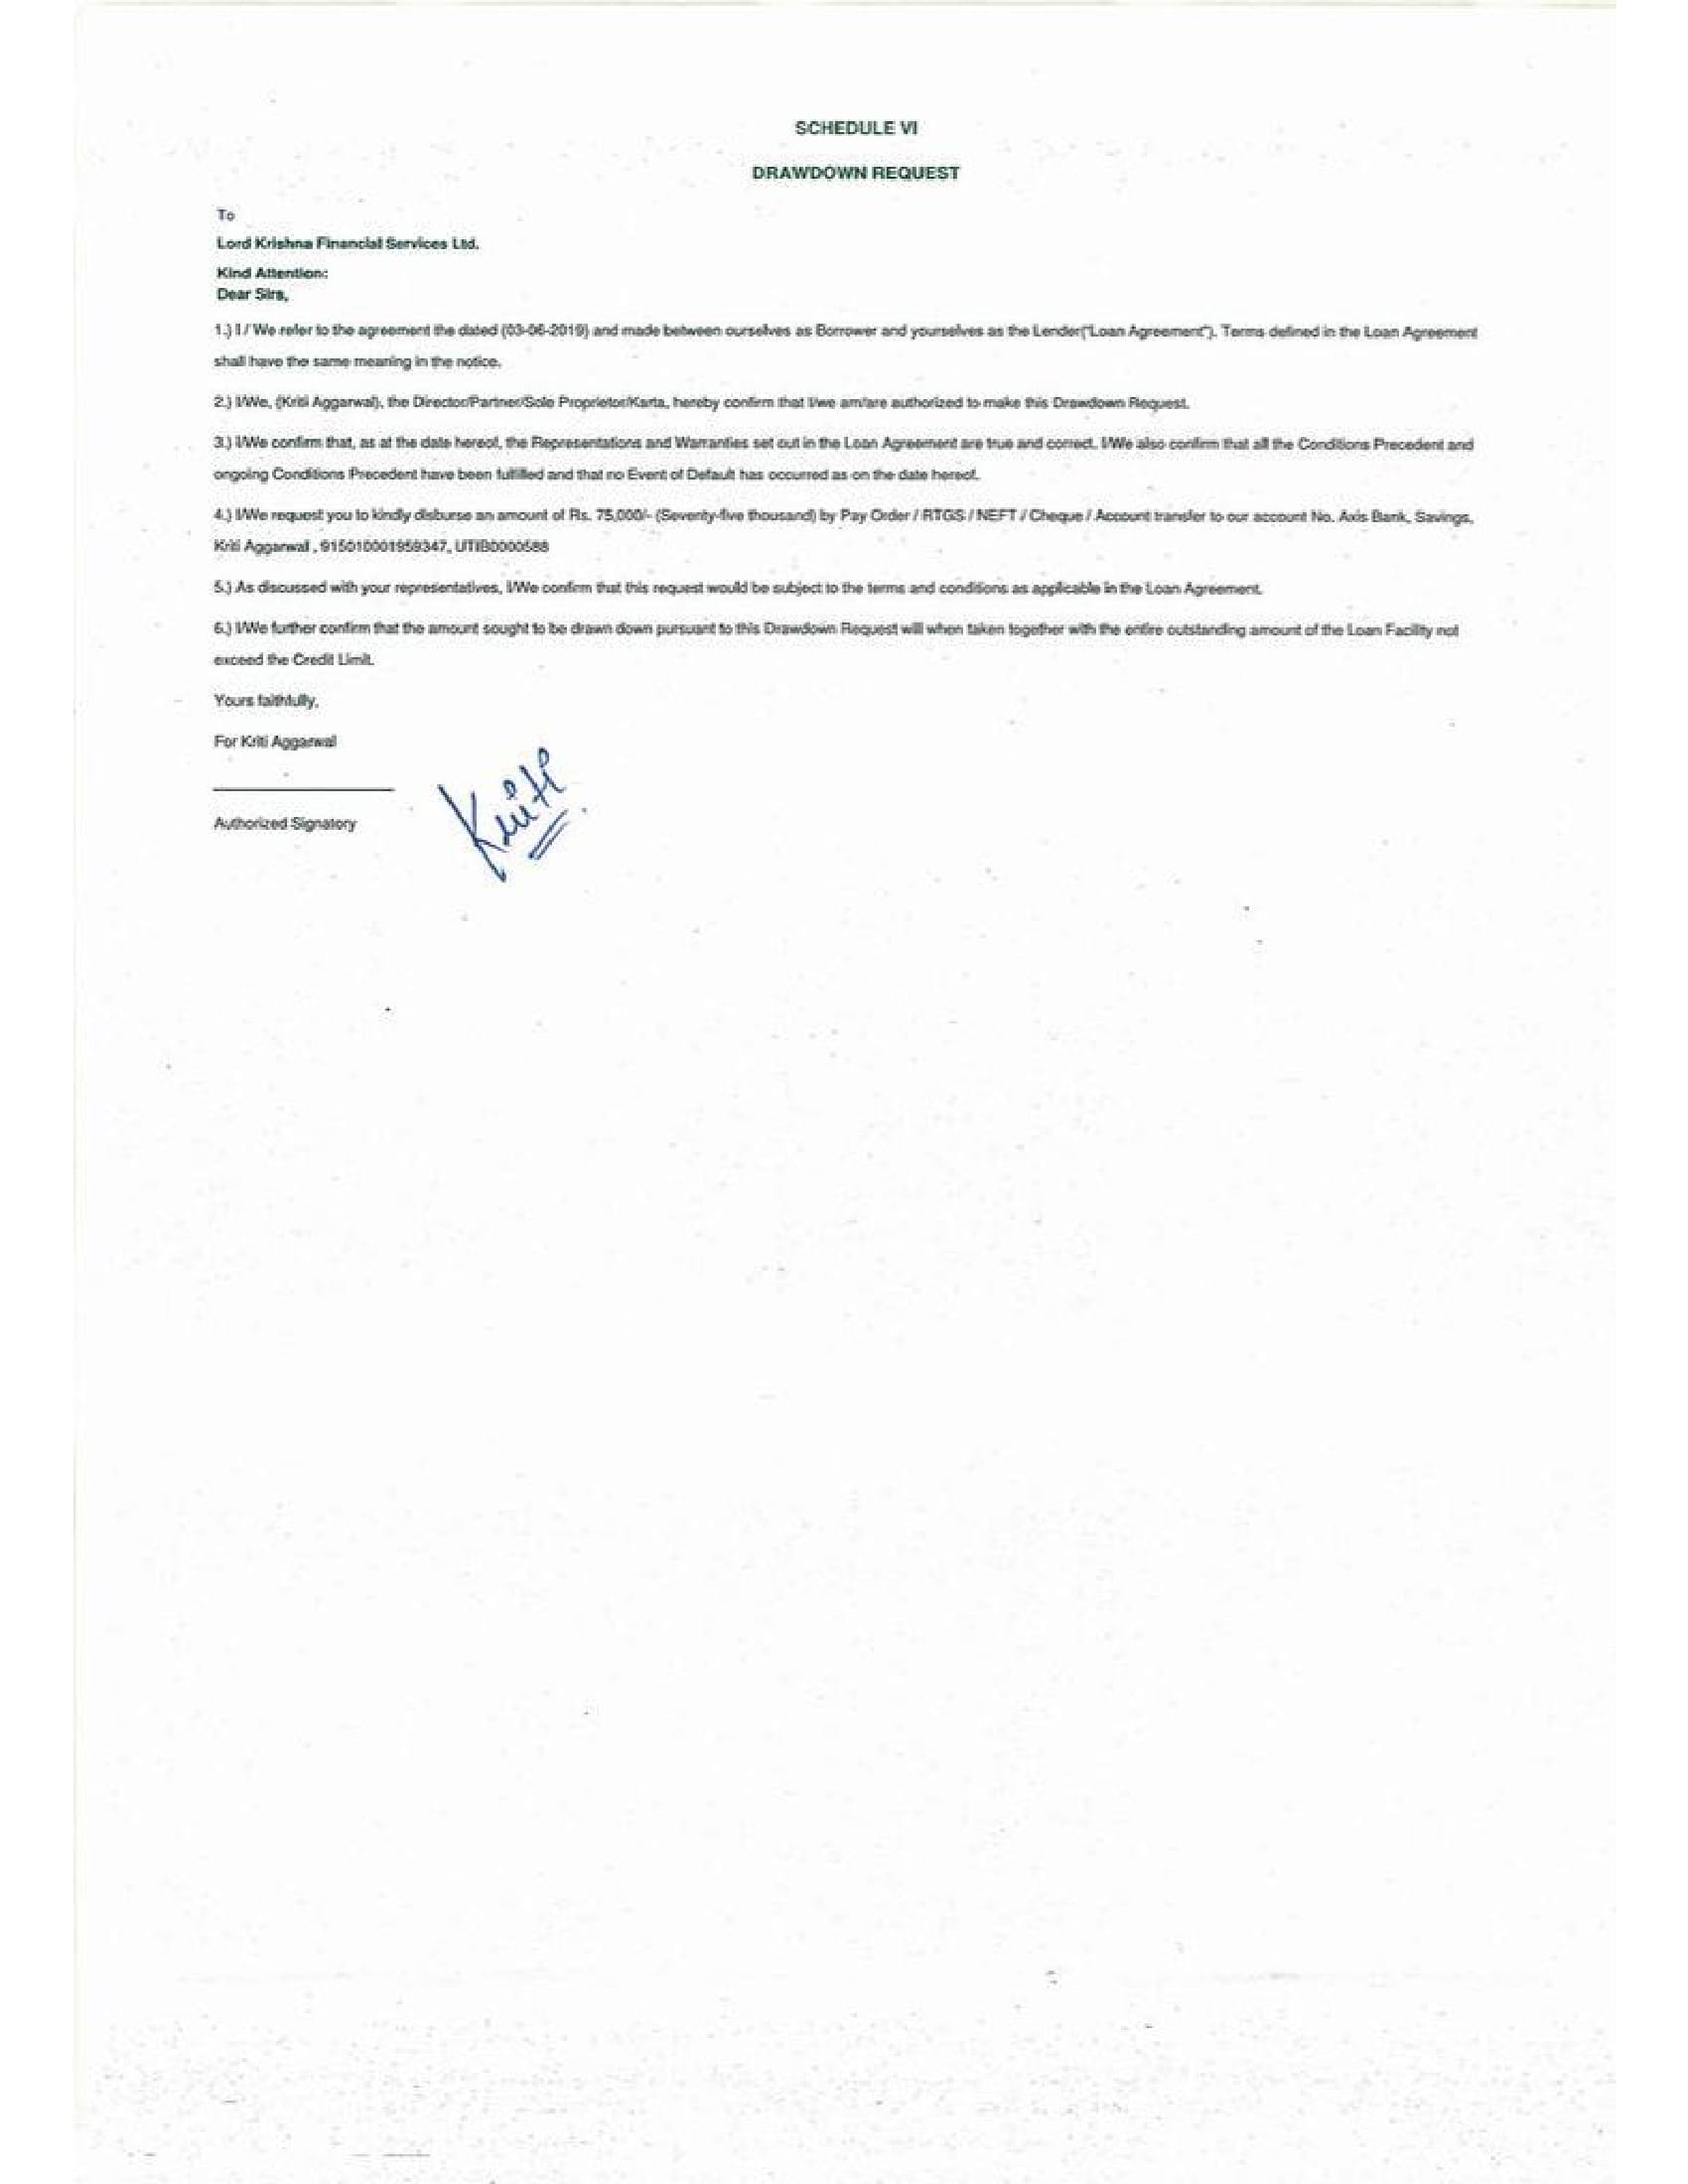 SCHEDULE VI
DRAWDOWN REQUEST
To
Lord Krishna Financial Services Ltd.
Kind Attention:
Dear Sirs,
1.) I / We refer to the agreement the dated (03-06-2019) and made between ourselves as Borrower and yourselves as the Lender("Loan Agreement"). Terms defined in the Loan Agreement
shall have the same meaning in the notice.
2.) I/We, (Kriti Aggarwal), the Director/Partner/Sole Proprietor/Karta, hereby confirm that I/we am/are authorized to make this Drawdown Request.
3.) I/We confirm that, as at the date hereof, the Representations and Warranties set out in the Loan Agreement are true and correct. I/We also confirm that all the Conditions Precedent and
ongoing Conditions Precedent have been fulfilled and that no Event of Default has occurred as on the date hereof.
4.) I/We request you to kindly disburse an amount of Rs. 75,000/- (Seventy-five thousand) by Pay Order / RTGS / NEFT / Cheque / Account transfer to our account No. Axis Bank, Savings,
Kriti Aggarwal , 915010001959347, UTIB0000588
5.) As discussed with your representatives, I/We confirm that this request would be subject to the terms and conditions as applicable in the Loan Agreement.
6.) I/We further confirm that the amount sought to be drawn down pursuant to this Drawdown Request will when taken together with the entire outstanding amount of the Loan Facility not
exceed the Credit Limit.
Yours faithfully,
For Kriti Aggarwal
Kriti
Authorized Signatory